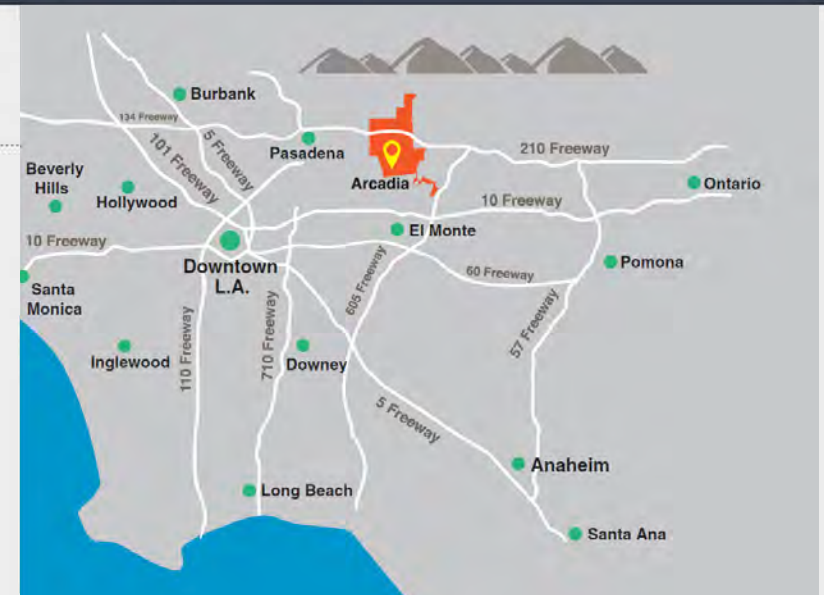 Burbank
134 Freeway
5 Freeway
101 Freeway
Pasadena
210 Freeway
Arcadia
Beverly
Hills
Hollywood
Ontario
10 Freeway
El Monte
10 Freeway
Downtown
L.A.
60 Freeway
Pomona
Santa
Monica
605 Freeway
57 Freeway
110 Freeway
710 Freeway
Inglewood
Downey
5 Freeway
Anaheim
Long Beach
Santa Ana